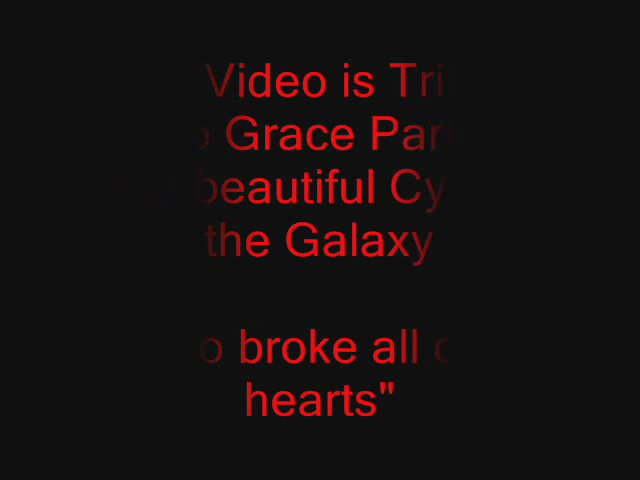 Video is Tri
o Grace Par
beautiful Cy
the Galaxy
o broke all o
hearts"